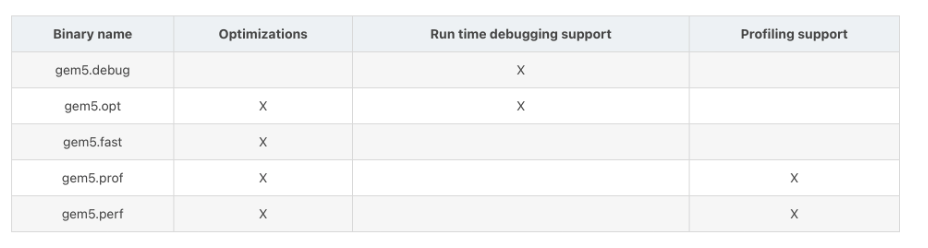 Binary name Optimizations Run time debugging support Profiling support
gem5.debug X
gem5.opt X X
gem5.fast X
gem5.prof X X
gem5.perf X X